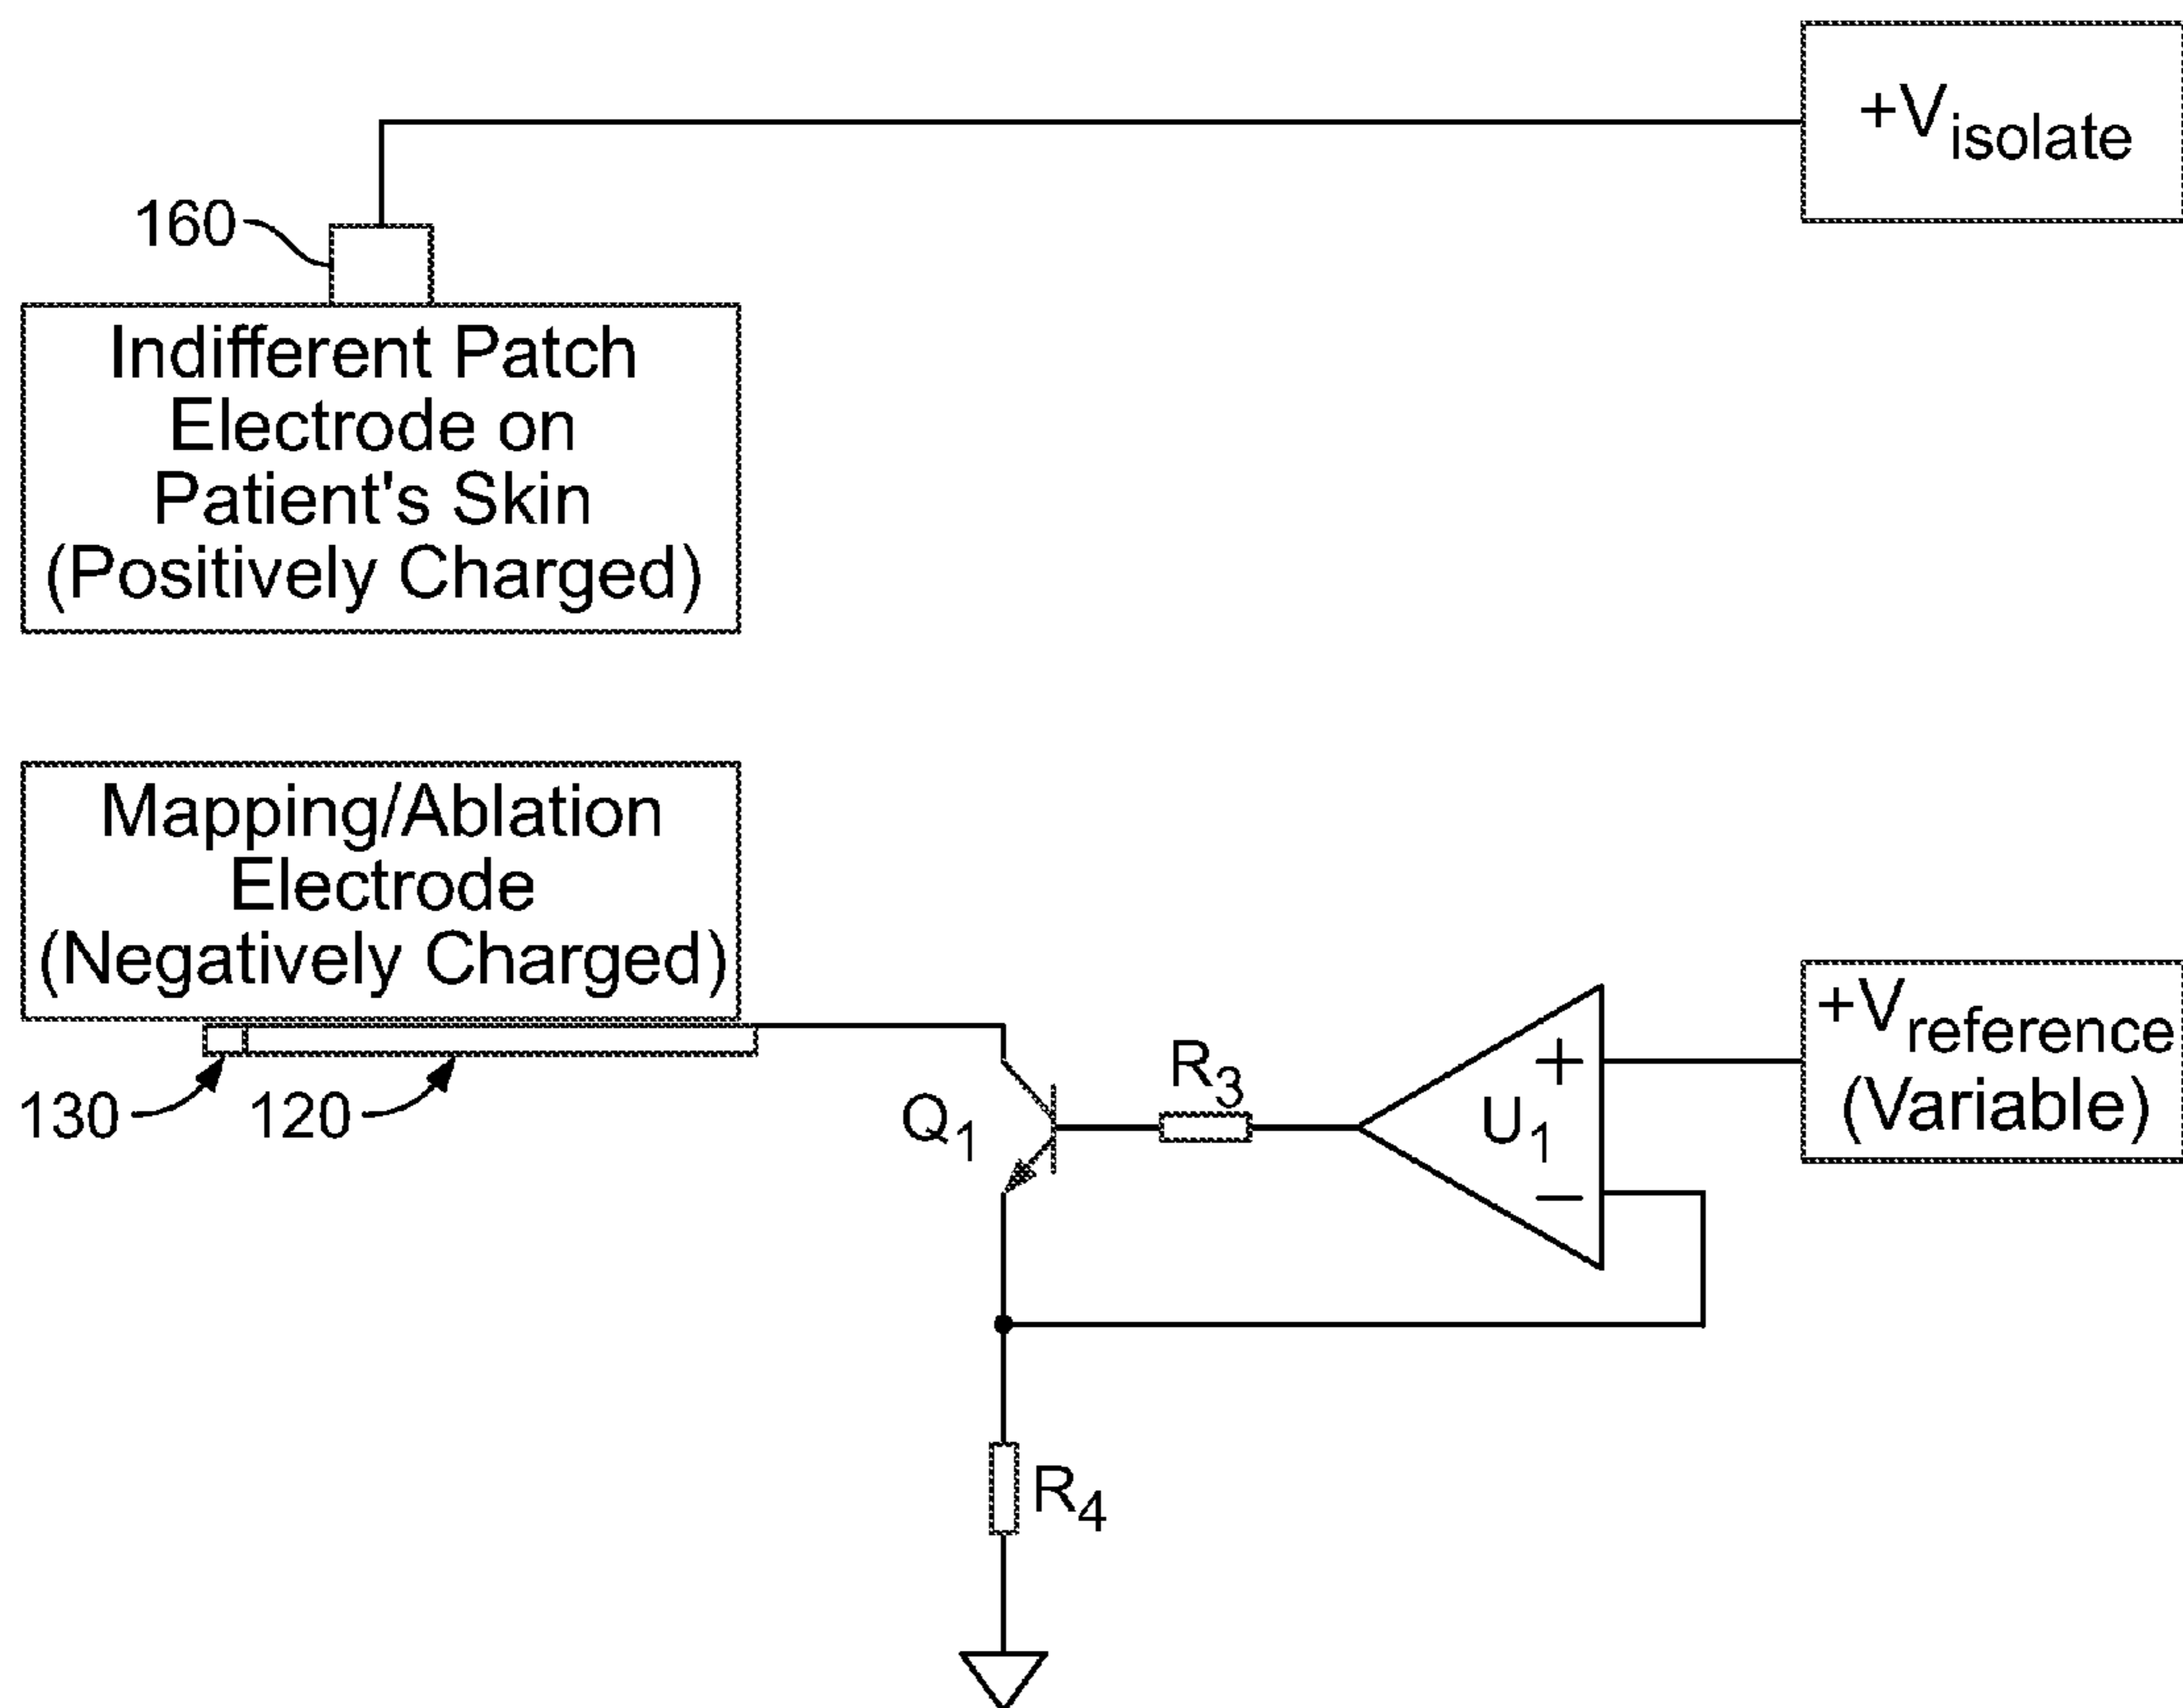 +Visolate
160
Indifferent Patch
Electrode on
Patient's Skin
(Positively Charged)
Mapping/Ablation
Electrode
(Negatively Charged)
130
120
Q1
R3
U1
+
−
+Vreference
(Variable)
R4